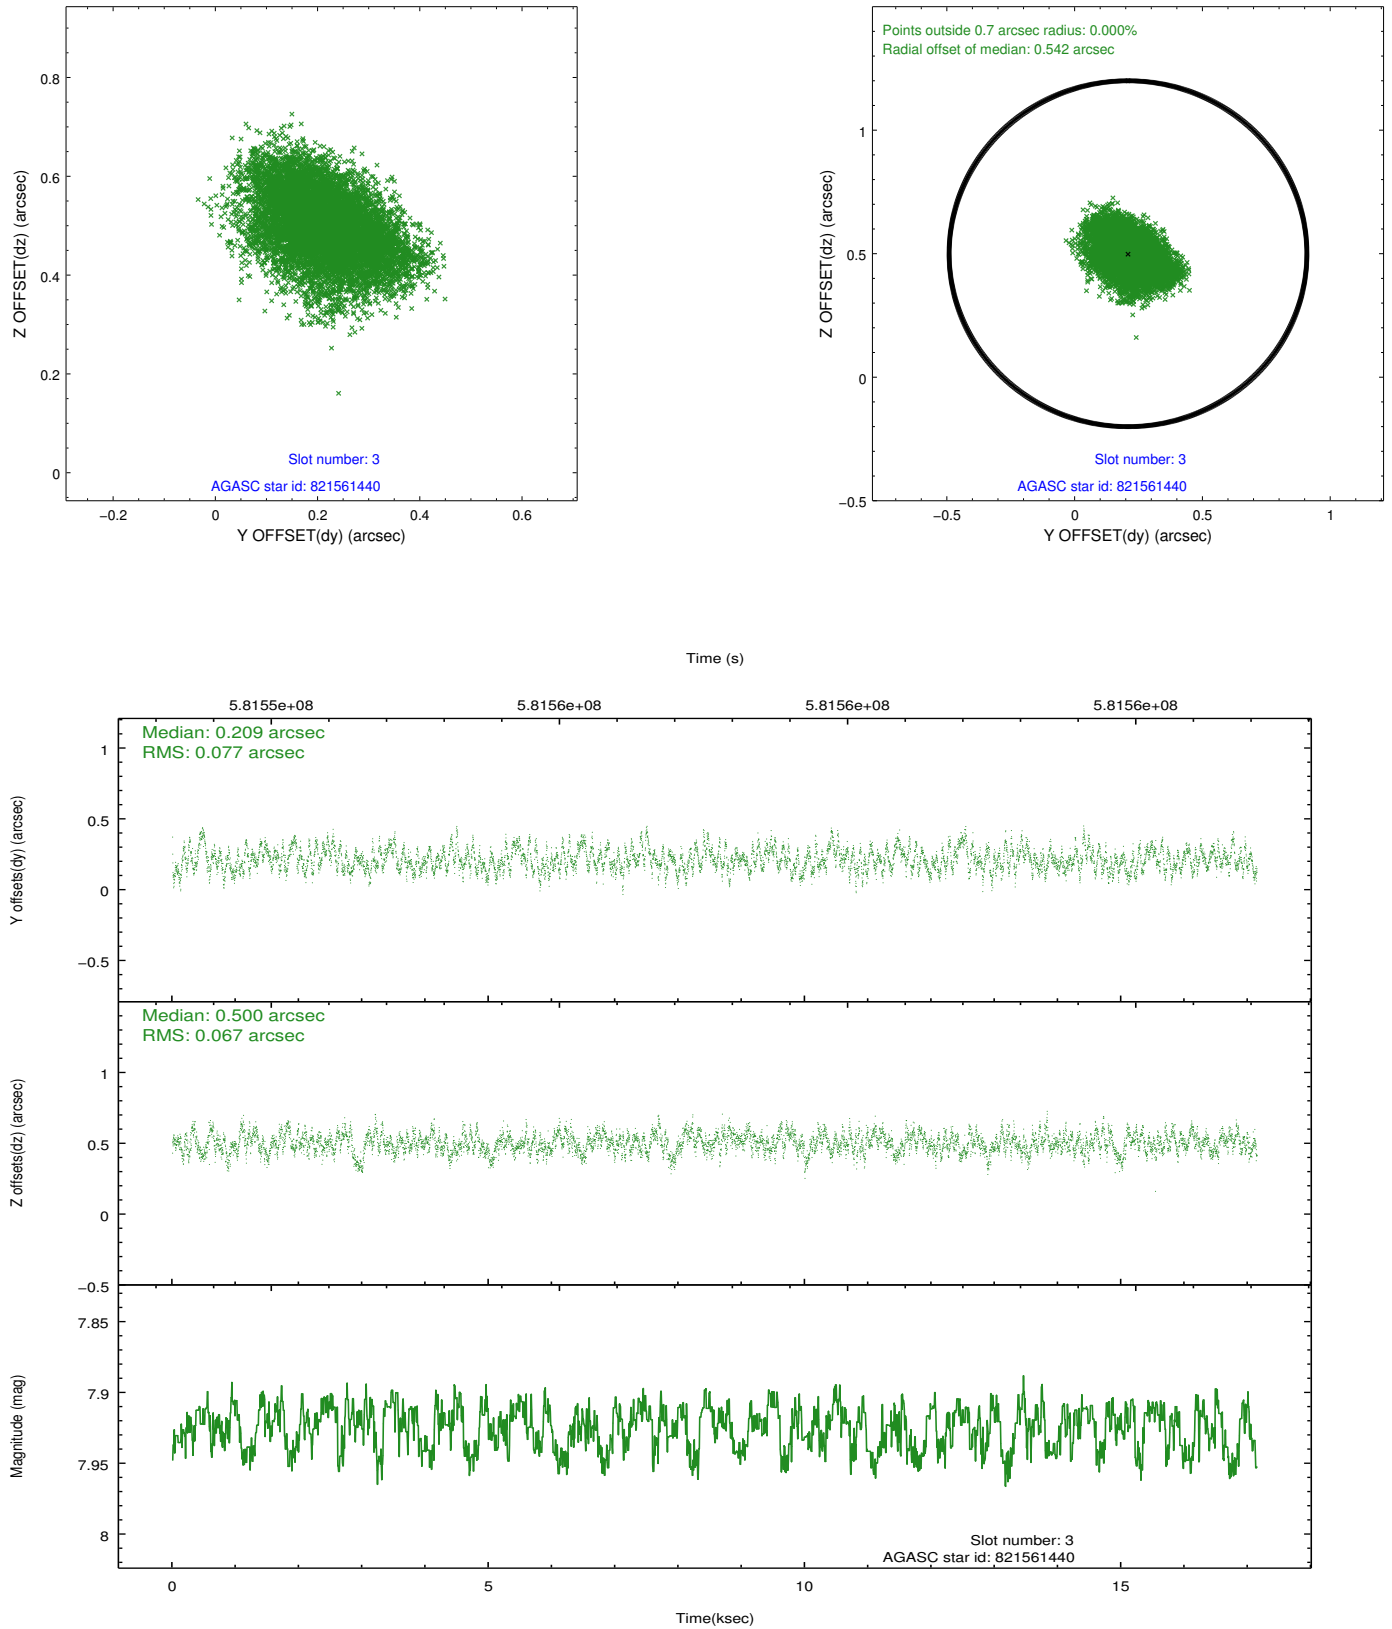 0.8
0.6
0.4
0.2
0
−0.2
0
0.2
0.4
0.6
Z OFFSET(dz) (arcsec)
Y OFFSET(dy) (arcsec)
Slot number: 3
AGASC star id: 821561440
Points outside 0.7 arcsec radius: 0.000%
Radial offset of median: 0.542 arcsec
1
0.5
0
−0.5
−0.5
0
0.5
1
Z OFFSET(dz) (arcsec)
Y OFFSET(dy) (arcsec)
Slot number: 3
AGASC star id: 821561440
Time (s)
5.8155e+08
5.8156e+08
5.8156e+08
5.8156e+08
Median: 0.209 arcsec
RMS: 0.077 arcsec
1
0.5
0
−0.5
Y offsets(dy) (arcsec)
Median: 0.500 arcsec
RMS: 0.067 arcsec
1
0.5
0
−0.5
Z offsets(dz) (arcsec)
7.85
7.9
7.95
8
Magnitude (mag)
Slot number: 3
AGASC star id: 821561440
0
5
10
15
Time(ksec)